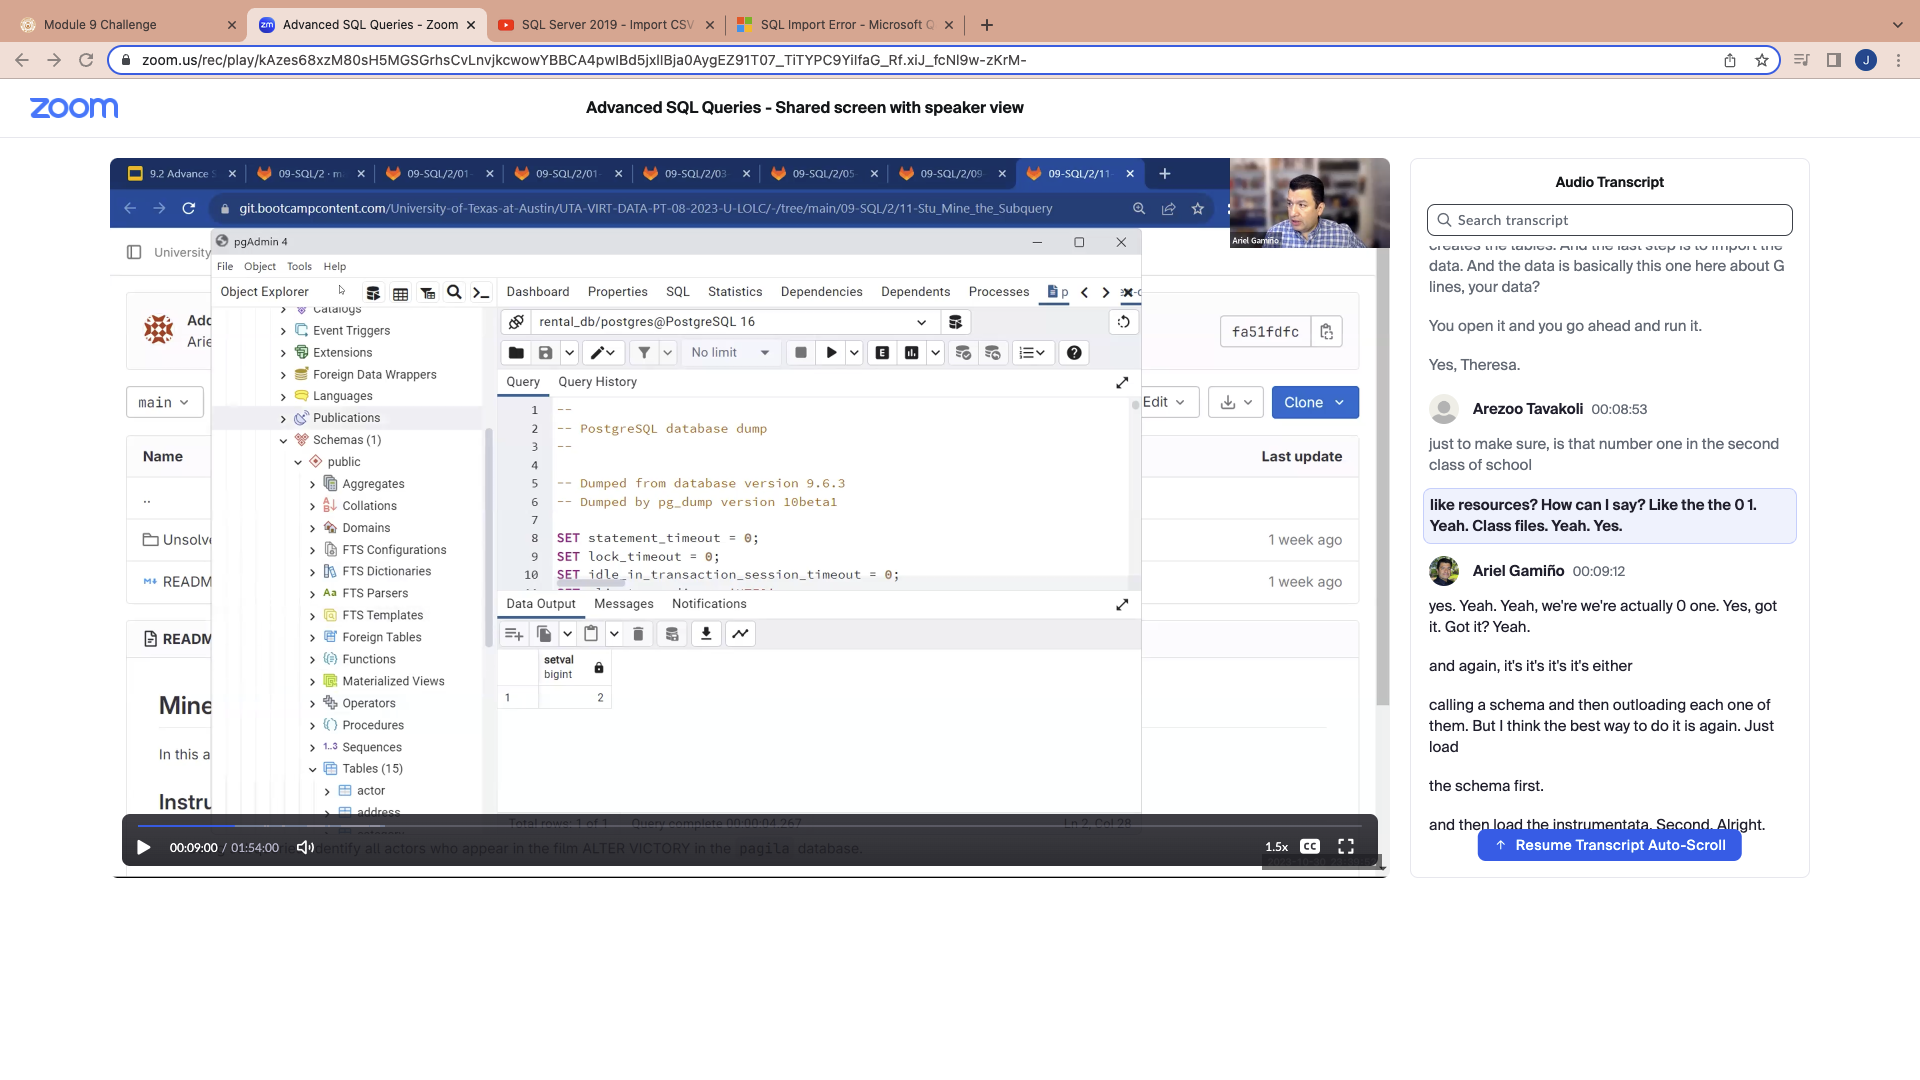 Module 9 Challenge
Advanced SQL Queries - Zoom
SQL Server 2019 - Import CSV
SQL Import Error - Microsoft Q
zoom.us/rec/play/kAzes68xzM80sH5MGSGrhsCvLnvjkcwowYBBCA4pwIBd5jxlIBja0AygEZ91T07_TiTYPC9YiIfaG_Rf.xiJ_fcNl9w-zKrM-
J
zoom
Advanced SQL Queries - Shared screen with speaker view
9.2 Advance S
09-SQL/2 · ma
09-SQL/2/01-
09-SQL/2/01-
09-SQL/2/03
09-SQL/2/05-
09-SQL/2/09-
09-SQL/2/11-
git.bootcampcontent.com/University-of-Texas-at-Austin/UTA-VIRT-DATA-PT-08-2023-U-LOLC/-/tree/main/09-SQL/2/11-Stu_Mine_the_Subquery
Ariel Gamiño
University
pgAdmin 4
File Object Tools Help
Object Explorer
Dashboard Properties SQL Statistics Dependencies Dependents Processes
rental_db/postgres@PostgreSQL 16
No limit
Query Query History
1 --
2 -- PostgreSQL database dump
3 --
4
5 -- Dumped from database version 9.6.3
6 -- Dumped by pg_dump version 10beta1
7
8 SET statement_timeout = 0;
9 SET lock_timeout = 0;
10 SET idle_in_transaction_session_timeout = 0;
Data Output Messages Notifications
setval
bigint
1 2
Total rows: 1 of 1 Query complete 00:00:04.267 Ln 2, Col 28
Catalogs
Event Triggers
Extensions
Foreign Data Wrappers
Languages
Publications
Schemas (1)
public
Aggregates
Collations
Domains
FTS Configurations
FTS Dictionaries
FTS Parsers
FTS Templates
Foreign Tables
Functions
Materialized Views
Operators
Procedures
Sequences
Tables (15)
actor
address
Add
Arie
main
Name
..
Unsolv
READM
READM
Mine
In this a
Instru
fa51fdfc
Edit
Clone
Last update
1 week ago
1 week ago
identify all actors who appear in the film ALTER VICTORY in the pagila database.
00:09:00 / 01:54:00
1.5x
CC
Audio Transcript
Search transcript
creates the tables. And the last step is to import the
data. And the data is basically this one here about G
lines, your data?
You open it and you go ahead and run it.
Yes, Theresa.
Arezoo Tavakoli 00:08:53
just to make sure, is that number one in the second
class of school
like resources? How can I say? Like the the 0 1.
Yeah. Class files. Yeah. Yes.
Ariel Gamiño 00:09:12
yes. Yeah. Yeah, we're we're actually 0 one. Yes, got
it. Got it? Yeah.
and again, it's it's it's it's either
calling a schema and then outloading each one of
them. But I think the best way to do it is again. Just
load
the schema first.
and then load the instrumentata. Second. Alright.
Resume Transcript Auto-Scroll